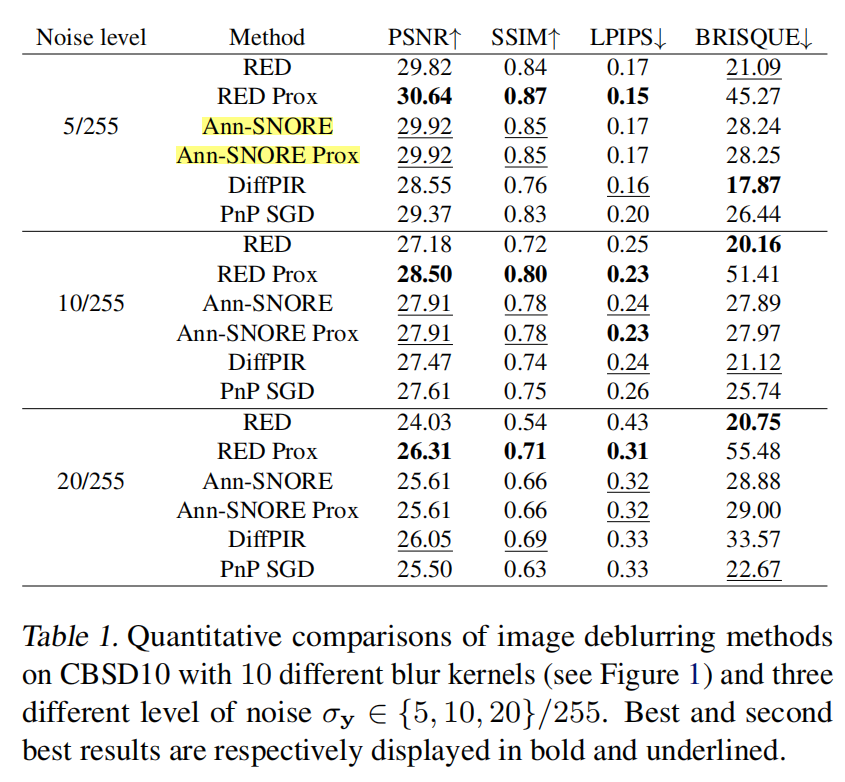 Noise level Method PSNR↑ SSIM↑ LPIPS↓ BRISQUE↓
RED 29.82 0.84 0.17 21.09
RED Prox 30.64 0.87 0.15 45.27
5/255 Ann-SNORE 29.92 0.85 0.17 28.24
Ann-SNORE Prox 29.92 0.85 0.17 28.25
DiffPIR 28.55 0.76 0.16 17.87
PnP SGD 29.37 0.83 0.20 26.44
RED 27.18 0.72 0.25 20.16
RED Prox 28.50 0.80 0.23 51.41
10/255 Ann-SNORE 27.91 0.78 0.24 27.89
Ann-SNORE Prox 27.91 0.78 0.23 27.97
DiffPIR 27.47 0.74 0.24 21.12
PnP SGD 27.61 0.75 0.26 25.74
RED 24.03 0.54 0.43 20.75
RED Prox 26.31 0.71 0.31 55.48
20/255 Ann-SNORE 25.61 0.66 0.32 28.88
Ann-SNORE Prox 25.61 0.66 0.32 29.00
DiffPIR 26.05 0.69 0.33 33.57
PnP SGD 25.50 0.63 0.33 22.67
Table 1. Quantitative comparisons of image deblurring methods
on CBSD10 with 10 different blur kernels (see Figure 1) and three
different level of noise σ_y ∈ {5, 10, 20}/255. Best and second
best results are respectively displayed in bold and underlined.